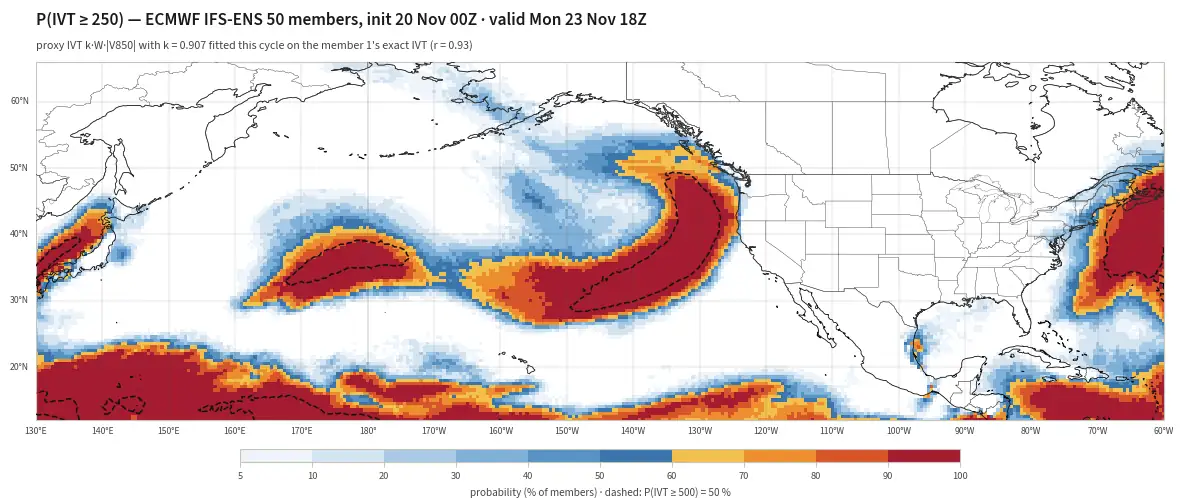 P(IVT ≥ 250) — ECMWF IFS-ENS 50 members, init 20 Nov 00Z · valid Mon 23 Nov 18Z
proxy IVT k·W·|V850| with k = 0.907 fitted this cycle on the member 1's exact IVT (r = 0.93)
60°N
50°N
40°N
30°N
20°N
130°E 140°E 150°E 160°E 170°E 180° 170°W 160°W 150°W 140°W 130°W 120°W 110°W 100°W 90°W 80°W 70°W 60°W
5 10 20 30 40 50 60 70 80 90 100
probability (% of members) · dashed: P(IVT ≥ 500) = 50 %